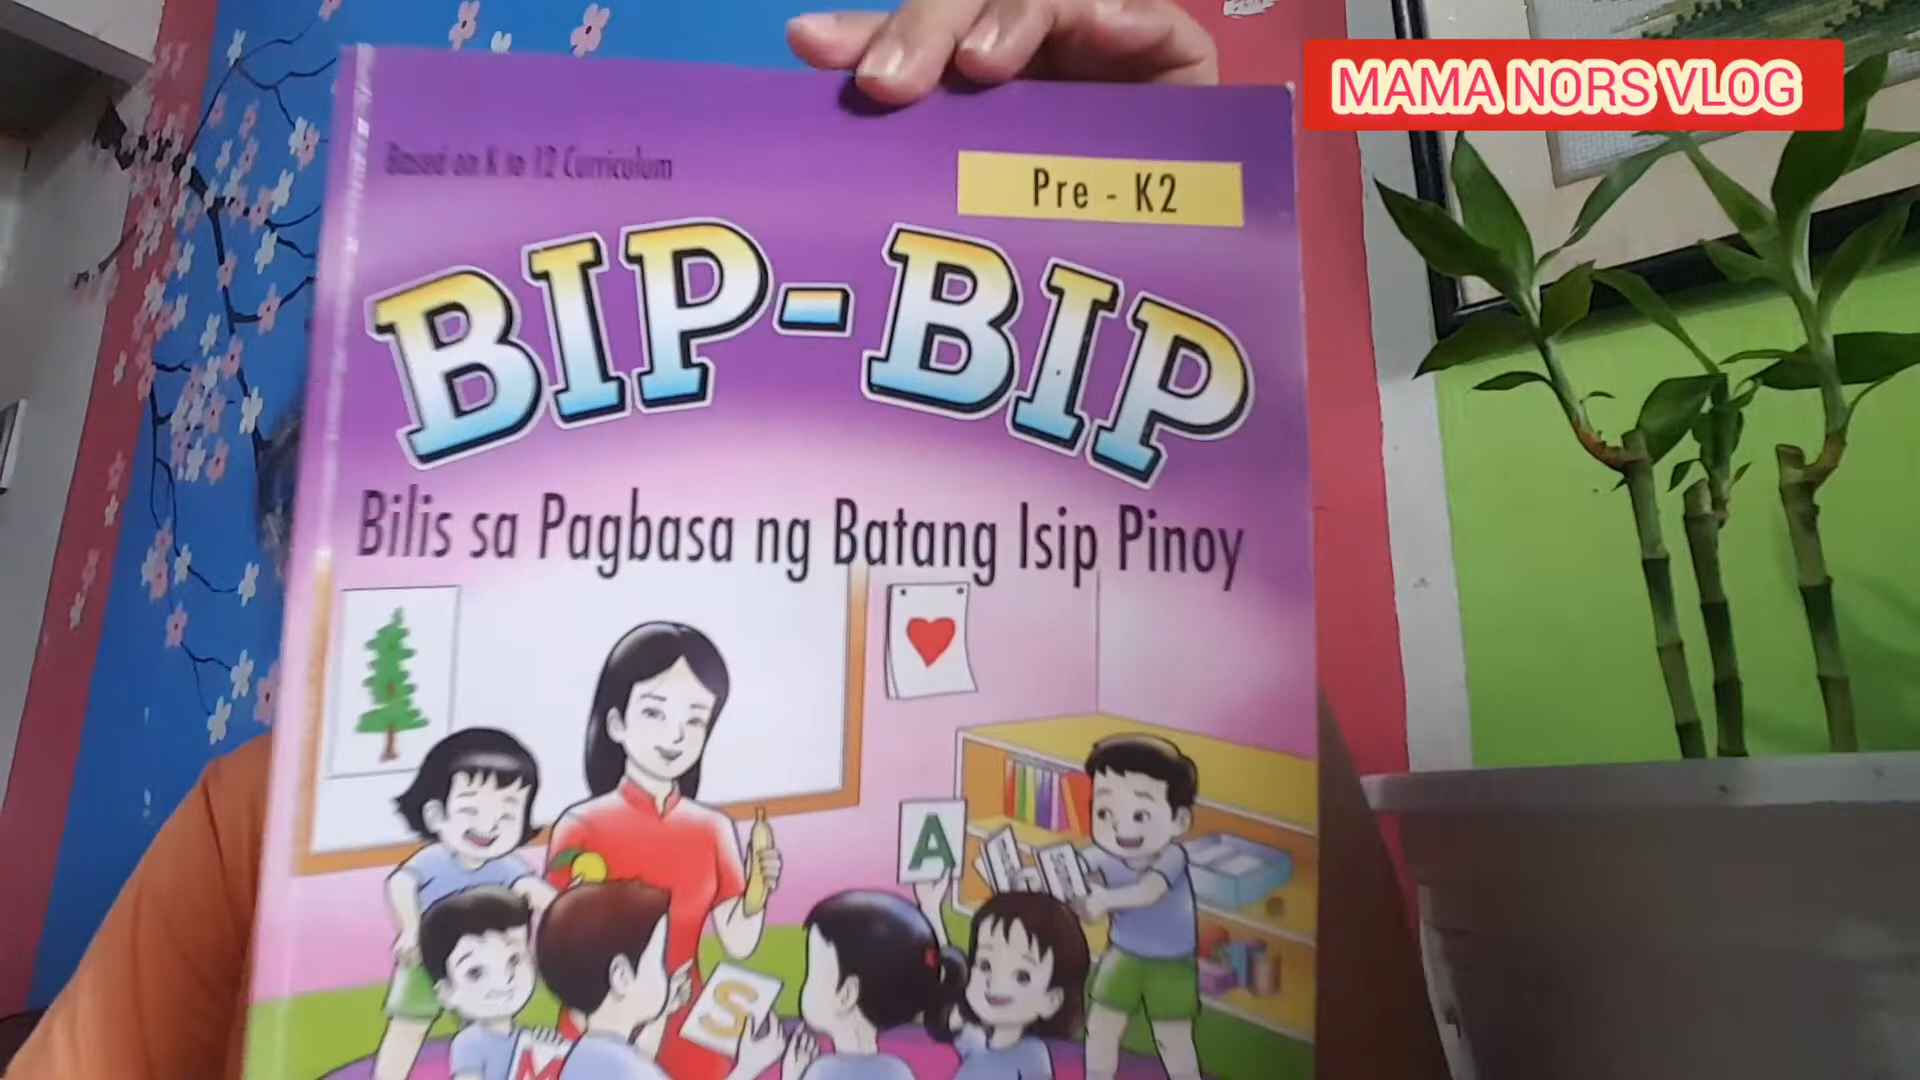 MAMA NORS VLOG
Based on K to 12 Curriculum
Pre - K2
BIP-BIP
Bilis sa Pagbasa ng Batang Isip Pinoy
A
S
M